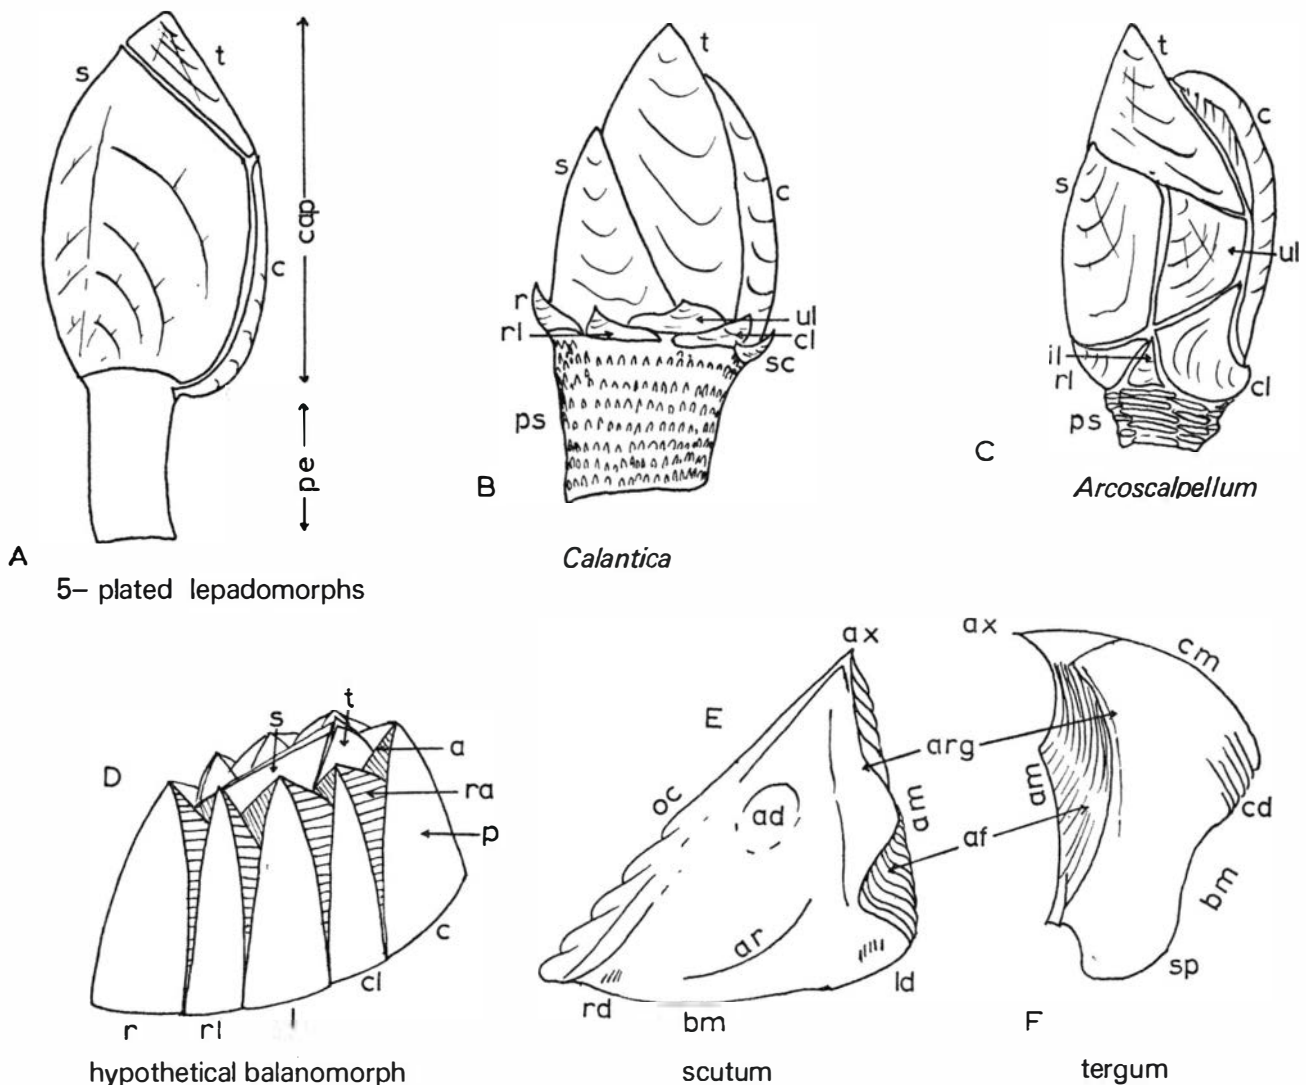 s
t
cap
c
pe
A
5- plated lepadomorphs
t
s
c
r
rl
ul
cl
sc
ps
B
Calantica
t
c
s
ul
il
rl
cl
ps
C
Arcoscalpellum
D
s
t
a
ra
p
c
cl
l
rl
r
hypothetical balanomorph
E
ax
oc
ad
arg
am
af
ar
rd
bm
ld
scutum
ax
cm
am
cd
bm
sp
F
tergum